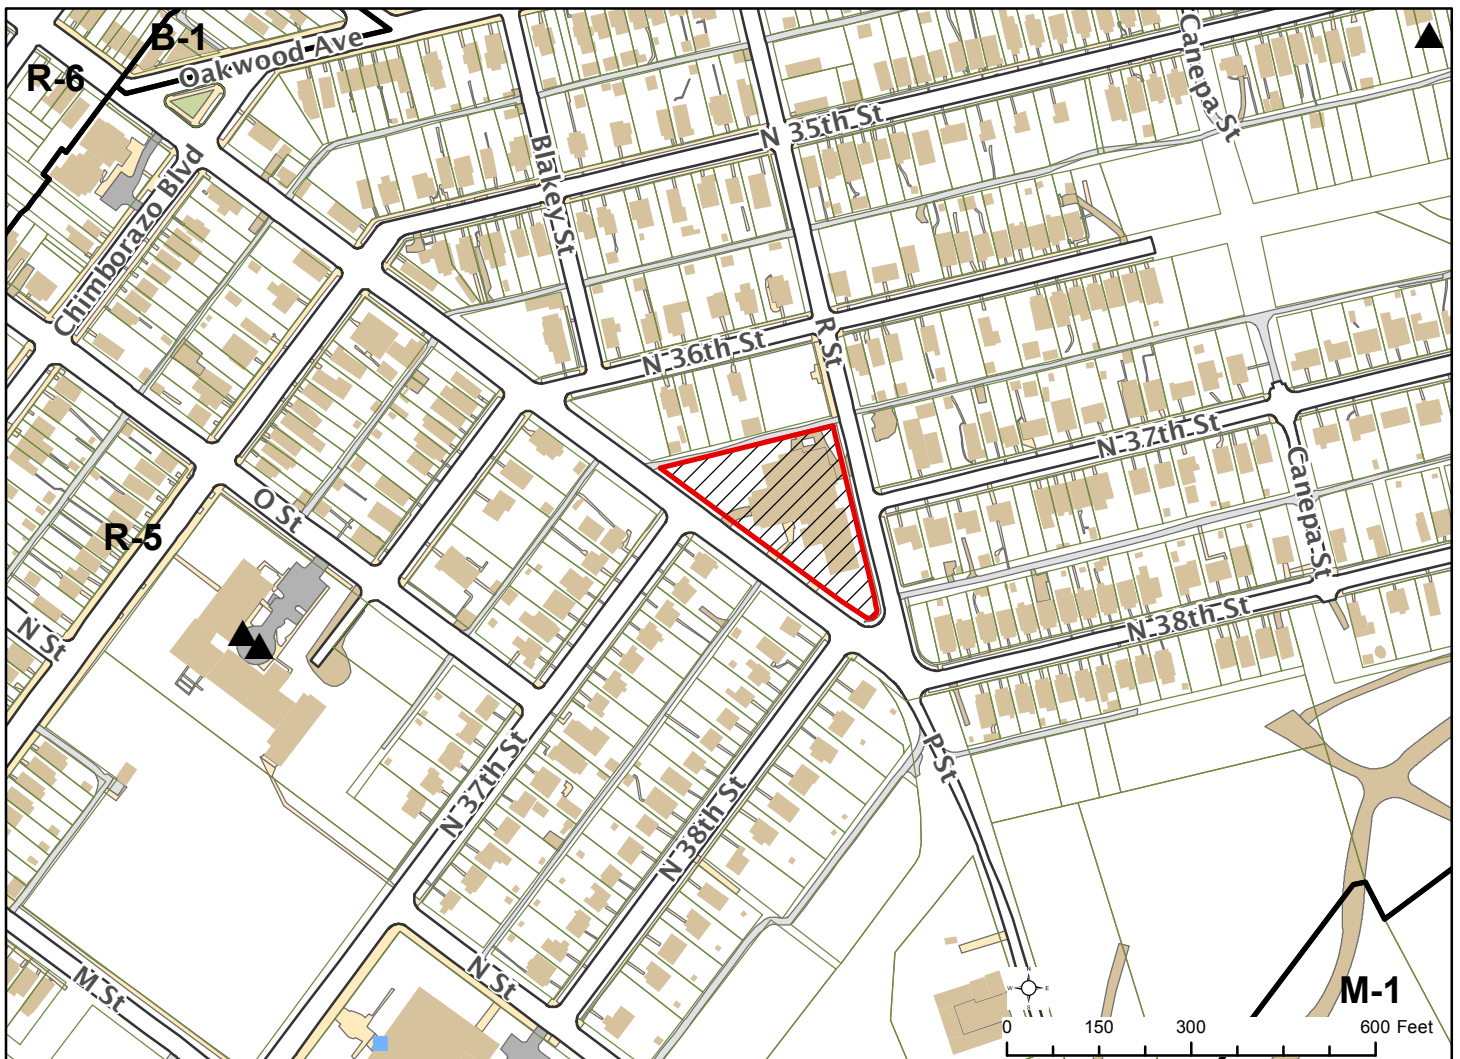 B-1
Oakwood Ave
R-6
Canepa St
N 35th St
Blakey St
Chimborazo Blvd
R St
N 36th St
N 37th St
Canepa St
O St
R-5
N St
N 38th St
P St
N 37th St
N 38th St
N St
M St
N
W E
S
M-1
0 150 300 600 Feet